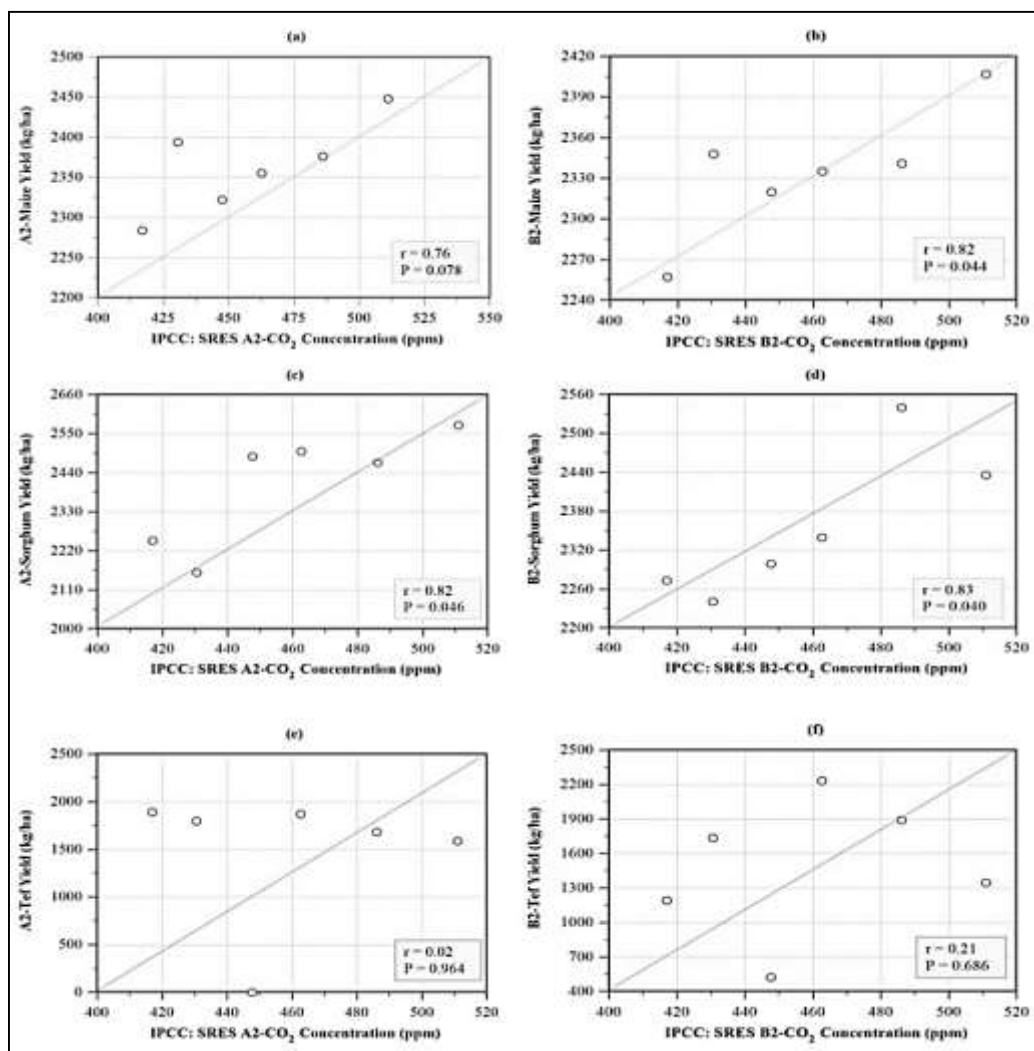 (a)
A2-Maize Yield (kg/ha)
2500
2450
2400
2350
2300
2250
2200
r = 0.76
P = 0.078
400 425 450 475 500 525 550
IPCC: SRES A2-CO₂ Concentration (ppm)
(b)
B2-Maize Yield (kg/ha)
2420
2390
2360
2330
2300
2270
2240
r = 0.82
P = 0.044
400 420 440 460 480 500 520
IPCC: SRES B2-CO₂ Concentration (ppm)
(c)
A2-Sorghum Yield (kg/ha)
2660
2550
2440
2330
2220
2110
2000
r = 0.82
P = 0.046
400 420 440 460 480 500 520
IPCC: SRES A2-CO₂ Concentration (ppm)
(d)
B2-Sorghum Yield (kg/ha)
2560
2500
2440
2380
2320
2260
2200
r = 0.83
P = 0.040
400 420 440 460 480 500 520
IPCC: SRES B2-CO₂ Concentration (ppm)
(e)
A2-Tef Yield (kg/ha)
2500
2000
1500
1000
500
0
r = 0.02
P = 0.964
400 420 440 460 480 500 520
IPCC: SRES A2-CO₂ Concentration (ppm)
(f)
B2-Tef Yield (kg/ha)
2500
2200
1900
1600
1300
1000
700
400
r = 0.21
P = 0.686
400 420 440 460 480 500 520
IPCC: SRES B2-CO₂ Concentration (ppm)